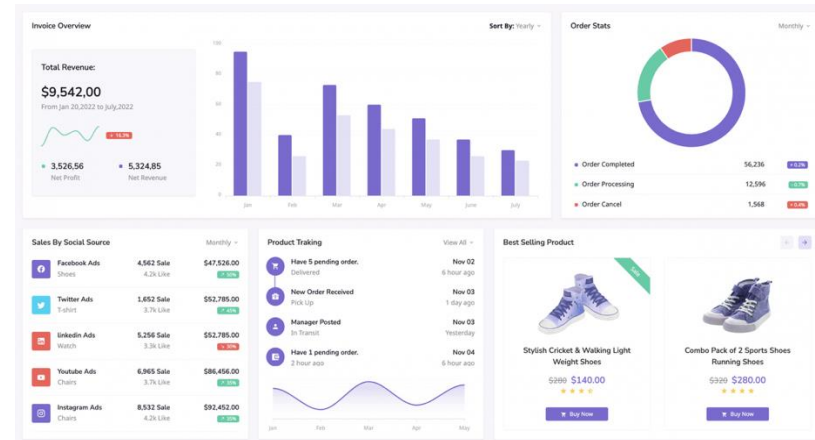 Invoice Overview
Sort By: Yearly
Total Revenue:
$9,542,00
From Jan 20,2022 to July,2022
3,526,56
Net Profit
5,324,85
Net Revenue
100
80
60
40
20
0
Jan Feb Mar Apr May June July
Order Stats
Monthly
Order Completed 56,236 0.2%
Order Processing 12,596 0.7%
Order Cancel 1,568 0.4%
Sales By Social Source
Monthly
Facebook Ads 4,562 Sale $47,526.00
Shoes 4.2k Like 50%
Twitter Ads 1,652 Sale $52,785.00
T-shirt 3.7k Like 45%
linkedin Ads 5,256 Sale $52,785.00
Watch 3.3k Like 50%
Youtube Ads 6,965 Sale $86,456.00
Chairs 3.7k Like
Instagram Ads 8,532 Sale $92,452.00
Chairs 4.2k Like
Product Traking
View All
Have 5 pending order. Nov 02
Delivered 6 hour ago
New Order Received Nov 03
Pick Up 1 day ago
Manager Posted Nov 03
In Transit Yesterday
Have 1 pending order. Nov 04
2 hour ago 6 hour ago
Jan Feb Mar Apr May
Best Selling Product
Sale
Stylish Cricket & Walking Light
Weight Shoes
$280 $140.00
Buy Now
Combo Pack of 2 Sports Shoes
Running Shoes
$320 $280.00
Buy Now